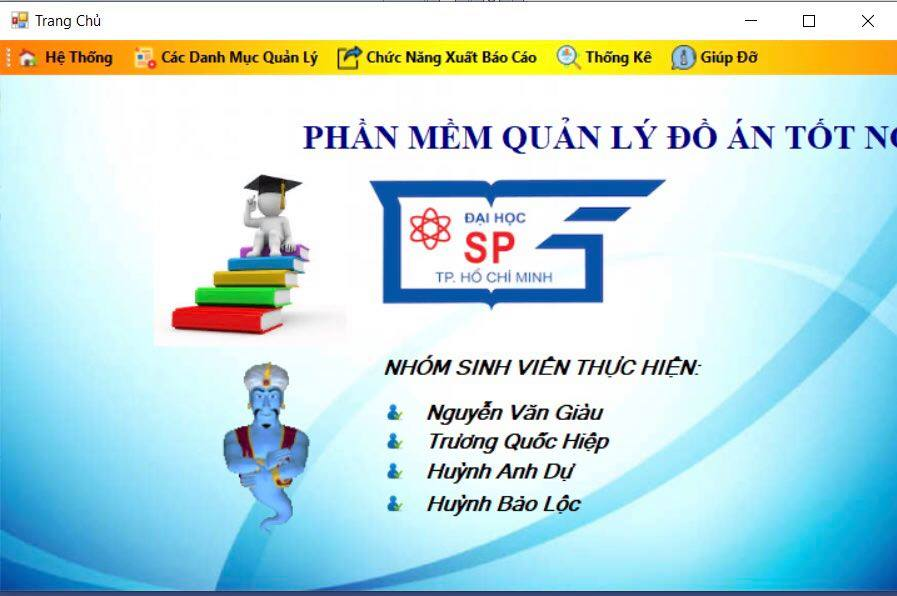 Trang Chủ
Hệ Thống Các Danh Mục Quản Lý Chức Năng Xuất Báo Cáo Thống Kê Giúp Đỡ
PHẦN MỀM QUẢN LÝ ĐỒ ÁN TỐT
ĐẠI HỌC
SP
TP. HỒ CHÍ MINH
NHÓM SINH VIÊN THỰC HIỆN:
Nguyễn Văn Giàu
Trương Quốc Hiệp
Huỳnh Anh Dự
Huỳnh Bảo Lộc